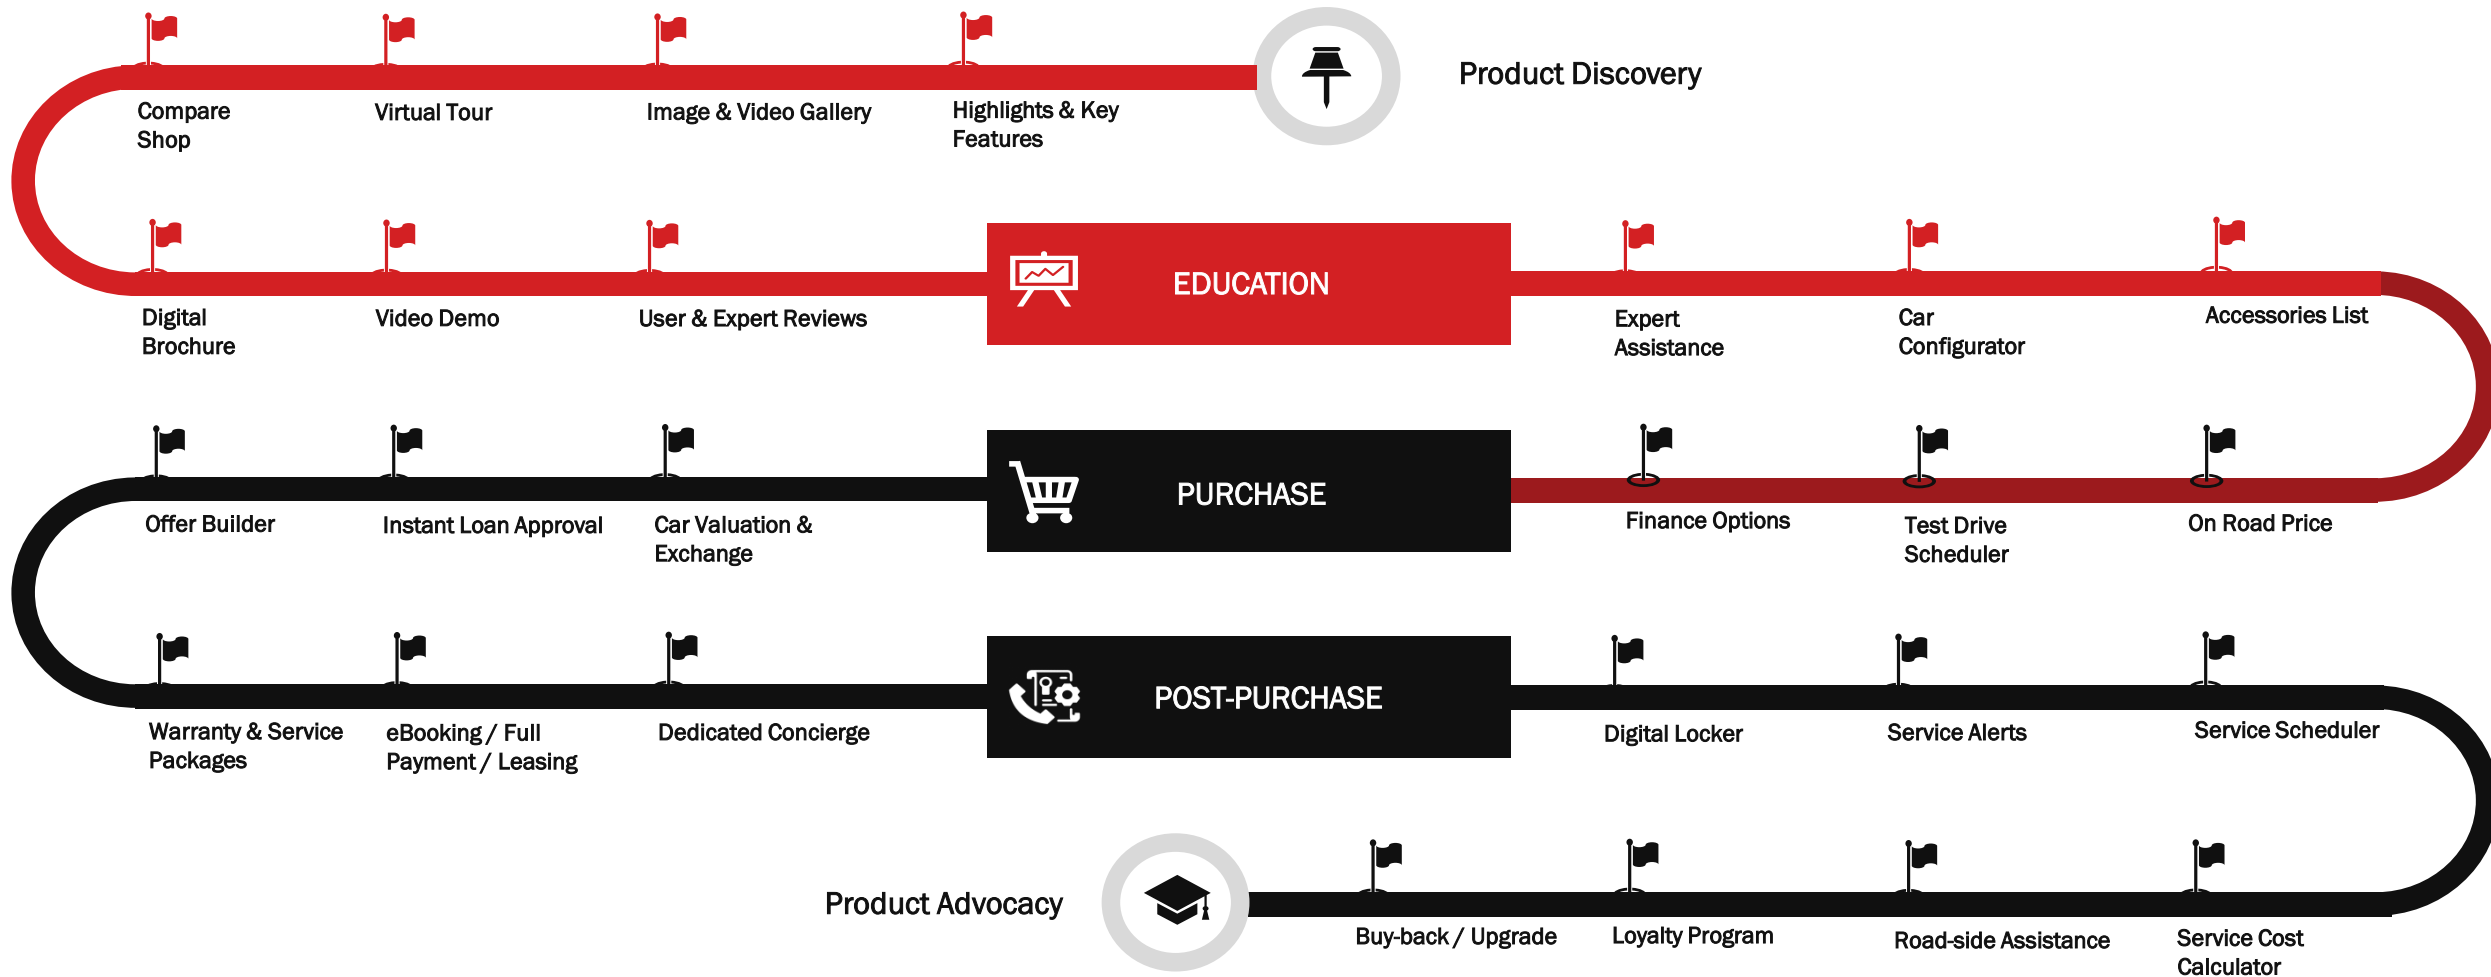 Product Discovery
Compare
Shop
Virtual Tour
Image & Video Gallery
Highlights & Key
Features
EDUCATION
Digital
Brochure
Video Demo
User & Expert Reviews
Expert
Assistance
Car
Configurator
Accessories List
PURCHASE
Offer Builder
Instant Loan Approval
Car Valuation &
Exchange
Finance Options
Test Drive
Scheduler
On Road Price
POST-PURCHASE
Warranty & Service
Packages
eBooking / Full
Payment / Leasing
Dedicated Concierge
Digital Locker
Service Alerts
Service Scheduler
Product Advocacy
Buy-back / Upgrade
Loyalty Program
Road-side Assistance
Service Cost
Calculator